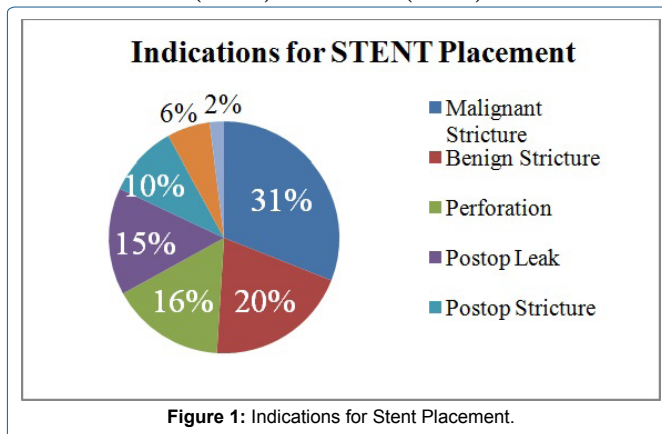 Indications for STENT Placement
2%
6%
31%
10%
15%
16%
20%
Malignant
Stricture
Benign Stricture
Perforation
Postop Leak
Postop Stricture
Figure 1: Indications for Stent Placement.